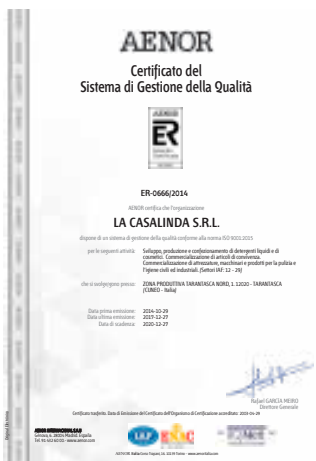 AENOR
Certificato del
Sistema di Gestione della Qualità
AENOR
ER
ER-0666/2014
AENOR certifica che l'organizzazione
LA CASALINDA S.R.L.
dispone di un sistema di gestione della qualità conforme alla norma ISO 9001:2015
per le seguenti attività: Sviluppo, produzione e confezionamento di detergenti liquidi e di
cosmetici. Commercializzazione di articoli di convivenza.
Commercializzazione di attrezzature, macchinari e prodotti per la pulizia e
l'igiene civili ed industriali. (Settori IAF: 12 - 29)
che si svolge/gono presso: ZONA PRODUTTIVA TARANTASCA NORD, 1. 12020 - TARANTASCA
(CUNEO - Italia)
Data prima emissione: 2014-10-29
Data ultima emissione: 2017-12-27
Data di scadenza: 2020-12-27
Rafael GARCÍA MEIRO
Direttore Generale
AENOR INTERNACIONAL S.A.U.
Génova, 6. 28004 Madrid. España
IAF
ENAC